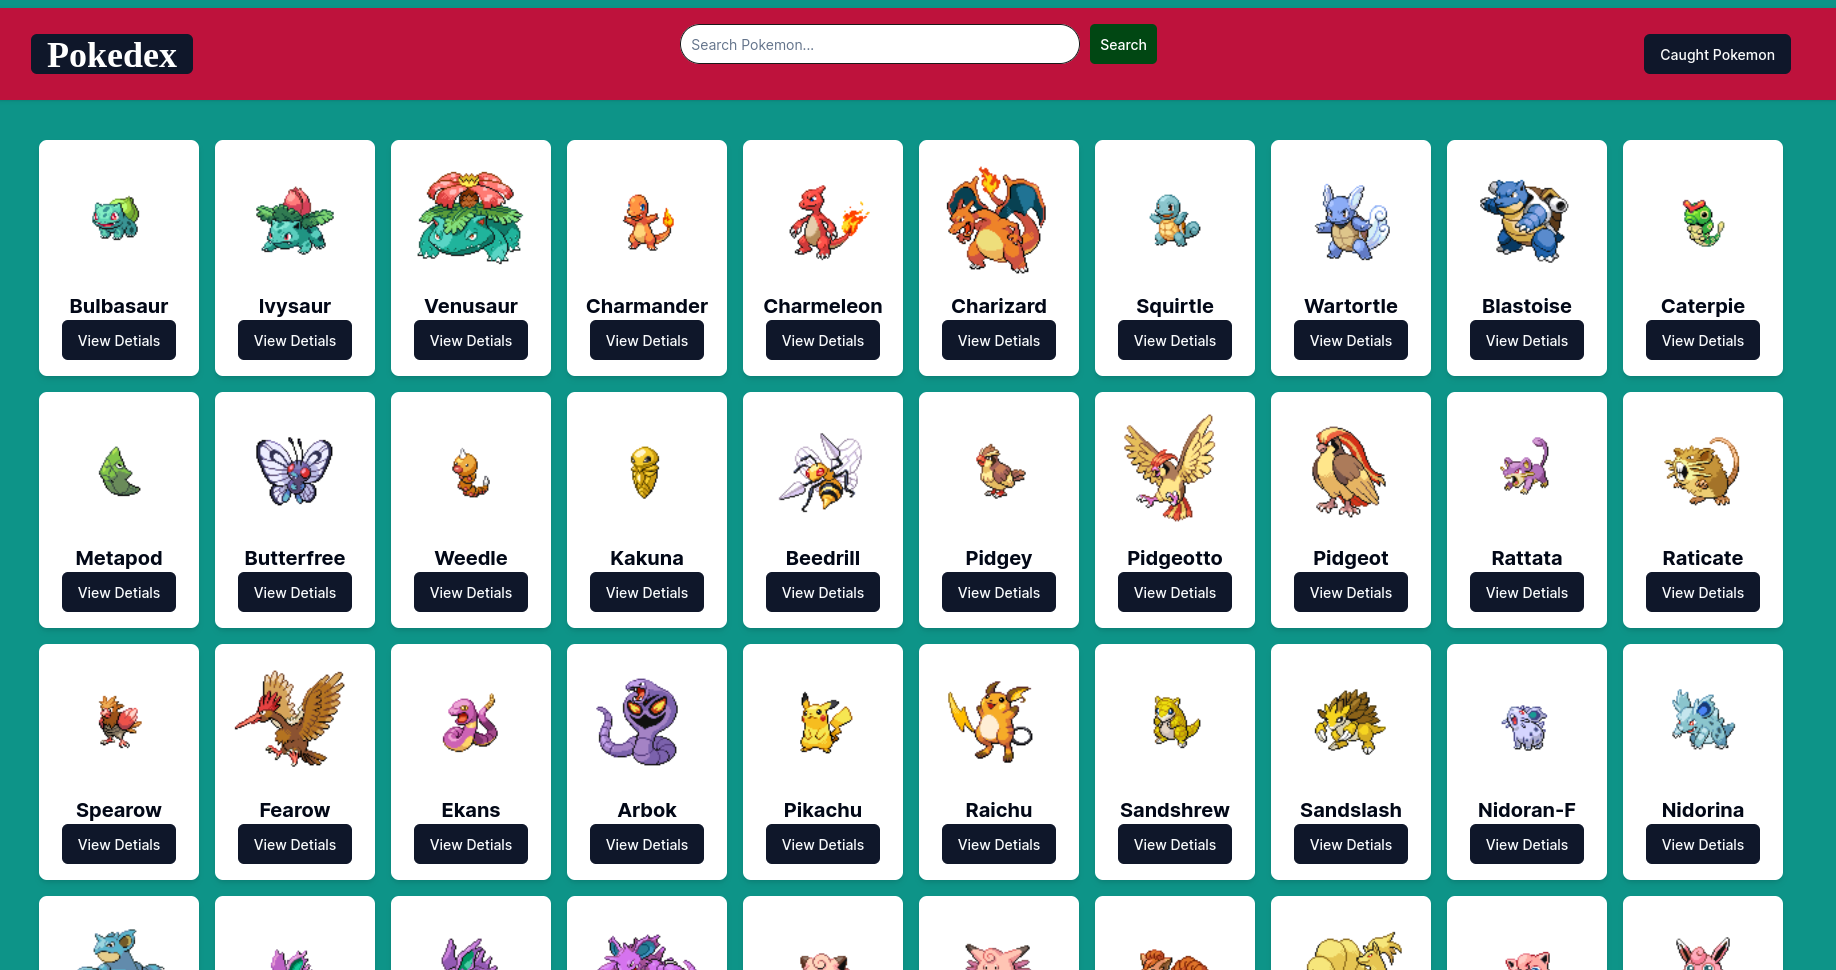 Pokedex
Search Pokemon...
Search
Caught Pokemon
Bulbasaur Ivysaur Venusaur Charmander Charmeleon Charizard Squirtle Wartortle Blastoise Caterpie
View Detials View Detials View Detials View Detials View Detials View Detials View Detials View Detials View Detials View Detials
Metapod Butterfree Weedle Kakuna Beedrill Pidgey Pidgeotto Pidgeot Rattata Raticate
View Detials View Detials View Detials View Detials View Detials View Detials View Detials View Detials View Detials View Detials
Spearow Fearow Ekans Arbok Pikachu Raichu Sandshrew Sandslash Nidoran-F Nidorina
View Detials View Detials View Detials View Detials View Detials View Detials View Detials View Detials View Detials View Detials